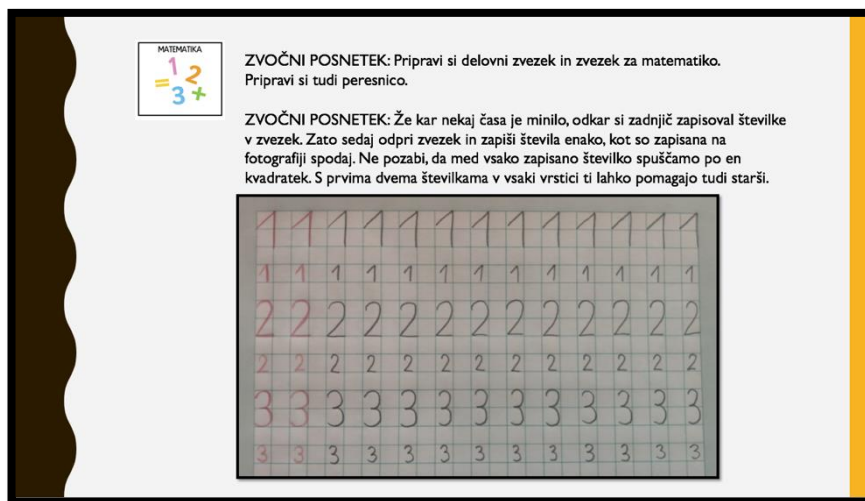 MATEMATIKA
1 2
= 3 +
ZVOČNI POSNETEK: Pripravi si delovni zvezek in zvezek za matematiko.
Pripravi si tudi peresnico.
ZVOČNI POSNETEK: Že kar nekaj časa je minilo, odkar si zadnjič zapisoval številke
v zvezek. Zato sedaj odpri zvezek in zapiši števila enako, kot so zapisana na
fotografiji spodaj. Ne pozabi, da med vsako zapisano številko spuščamo po en
kvadratek. S prvima dvema številkama v vsaki vrstici ti lahko pomagajo tudi starši.
1 1 1 1 1 1 1 1 1 1 1 1 1
1 1 1 1 1 1 1 1 1 1 1 1 1
2 2 2 2 2 2 2 2 2 2 2 2 2
2 2 2 2 2 2 2 2 2 2 2 2 2
3 3 3 3 3 3 3 3 3 3 3 3 3
3 3 3 3 3 3 3 3 3 3 3 3 3